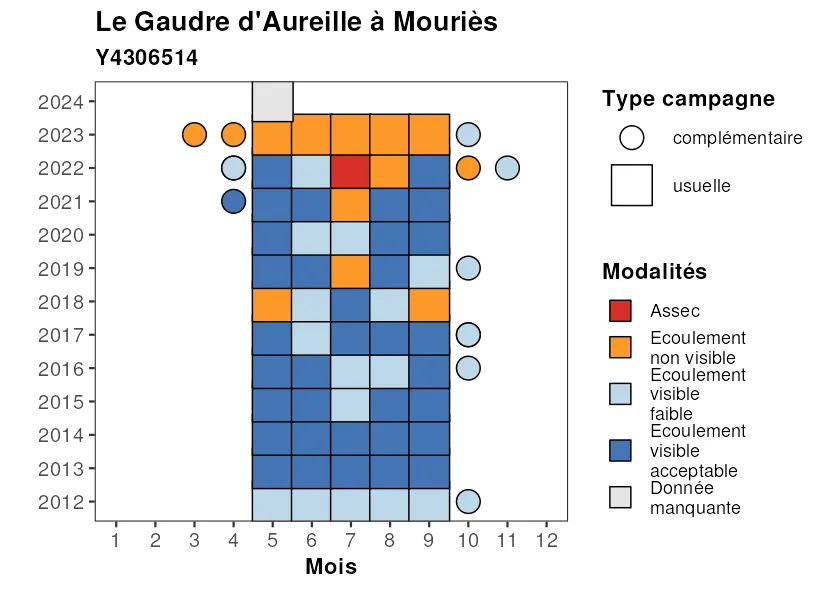 Le Gaudre d'Aureille à Mouriès
Y4306514
2024
2023
2022
2021
2020
2019
2018
2017
2016
2015
2014
2013
2012
1 2 3 4 5 6 7 8 9 10 11 12
Mois
Type campagne
complémentaire
usuelle
Modalités
Assec
Ecoulement
non visible
Ecoulement
visible
faible
Ecoulement
visible
acceptable
Donnée
manquante